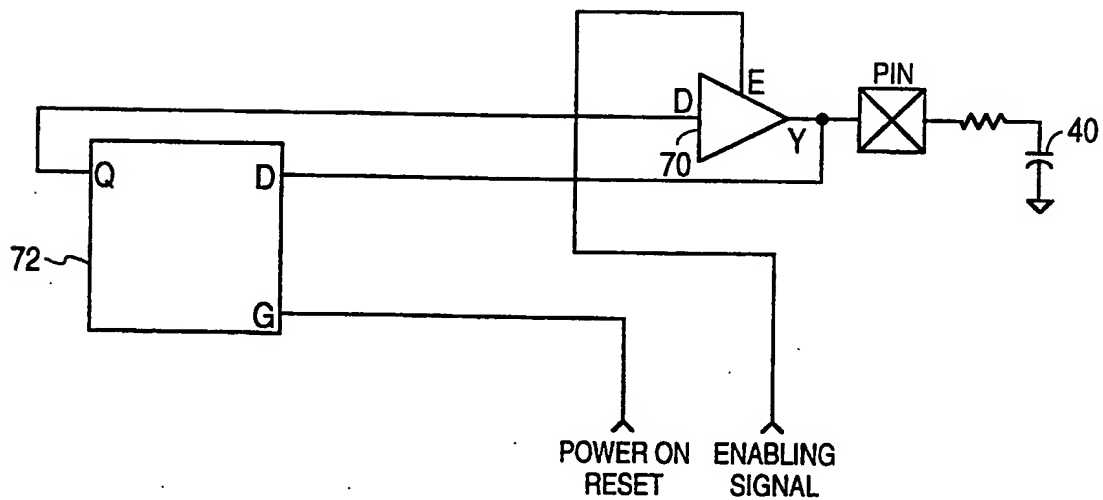 E
PIN
D
Y
70
40
Q
D
72
G
POWER ON
RESET
ENABLING
SIGNAL